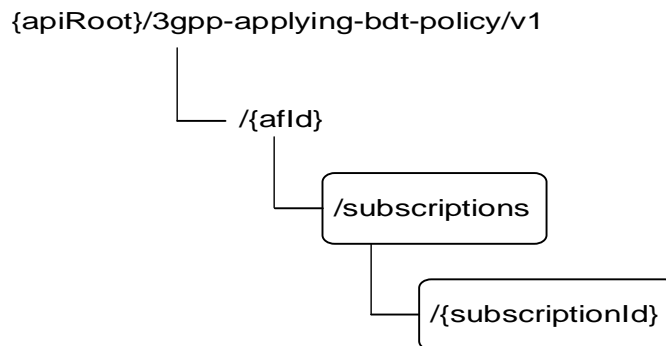 {apiRoot}/3gpp-applying-bdt-policy/v1
/{afId}
/subscriptions
/{subscriptionId}